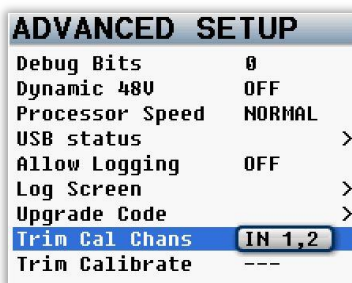 ADVANCED SETUP
Debug Bits 0
Dynamic 48V OFF
Processor Speed NORMAL
USB status >
Allow Logging OFF
Log Screen >
Upgrade Code >
Trim Cal Chans IN 1,2
Trim Calibrate ---